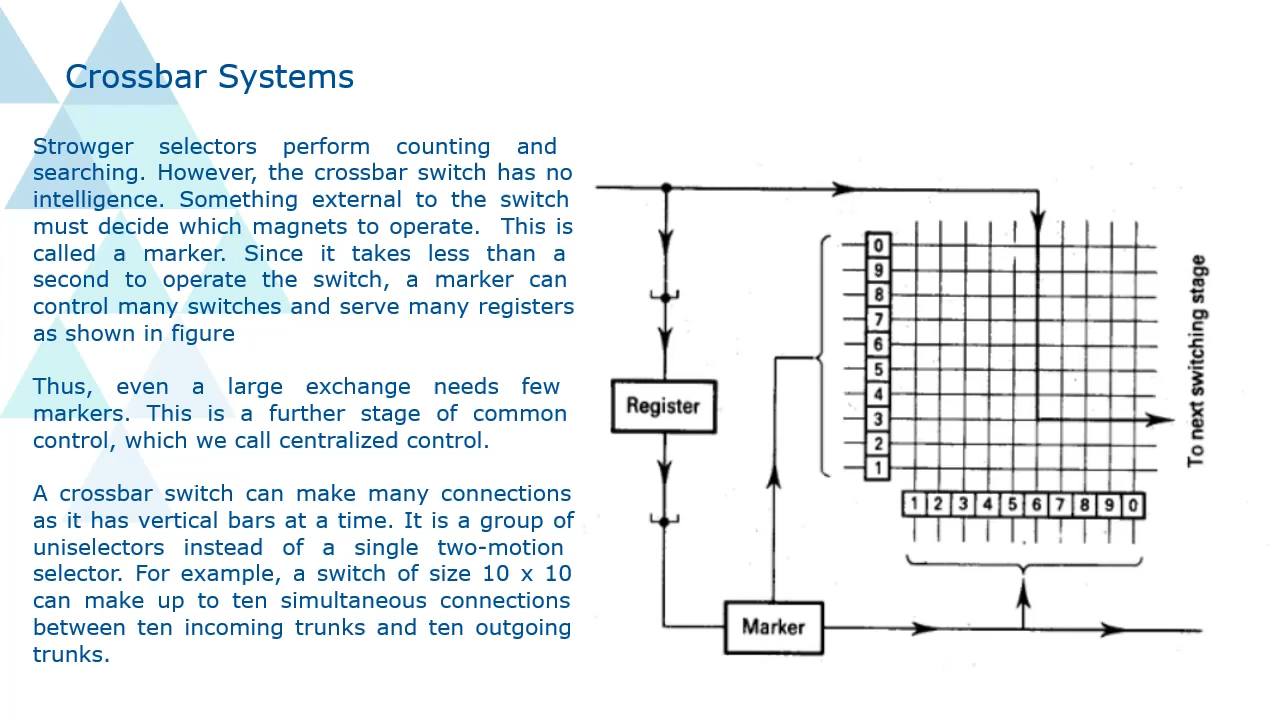 Crossbar Systems
Strowger selectors perform counting and
searching. However, the crossbar switch has no
intelligence. Something external to the switch
must decide which magnets to operate. This is
called a marker. Since it takes less than a
second to operate the switch, a marker can
control many switches and serve many registers
as shown in figure
Thus, even a large exchange needs few
markers. This is a further stage of common
control, which we call centralized control.
A crossbar switch can make many connections
as it has vertical bars at a time. It is a group of
uniselectors instead of a single two-motion
selector. For example, a switch of size 10 x 10
can make up to ten simultaneous connections
between ten incoming trunks and ten outgoing
trunks.
Register
Marker
0
9
8
7
6
5
4
3
2
1
1 2 3 4 5 6 7 8 9 0
To next switching stage